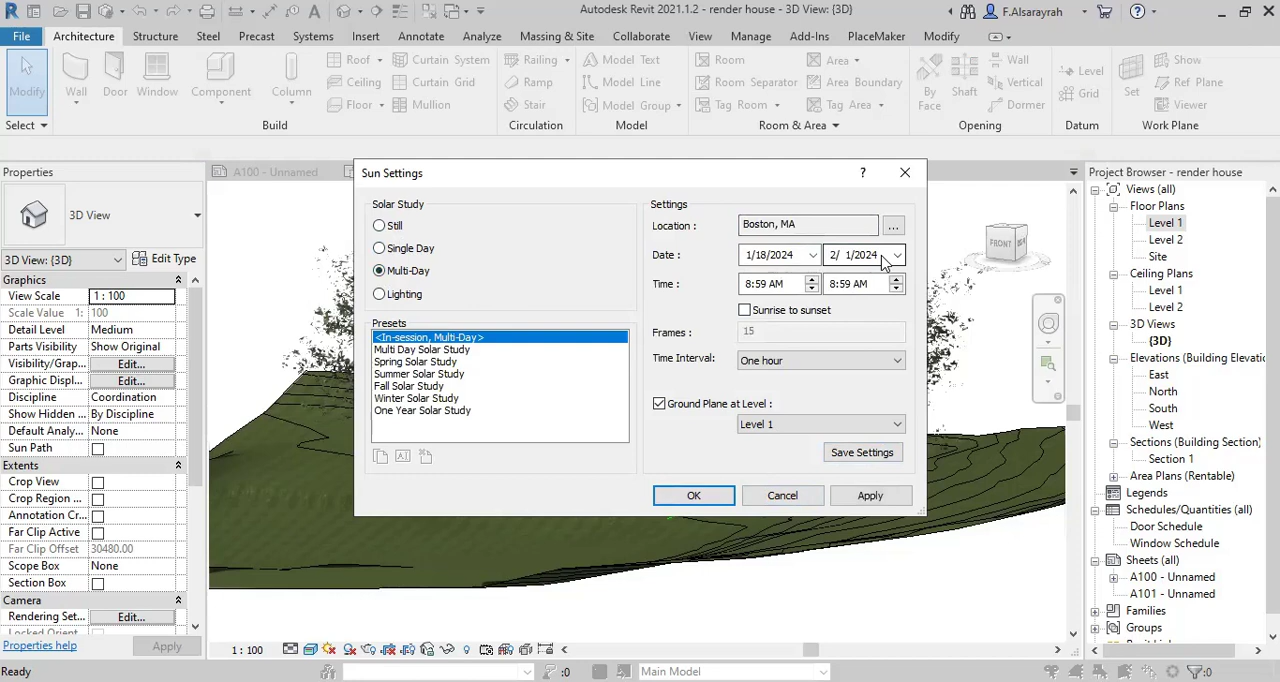 Autodesk Revit 2021.1.2 - render house - 3D View: {3D}
F.Alsarayrah
File Architecture Structure Steel Precast Systems Insert Annotate Analyze Massing & Site Collaborate View Manage Add-Ins PlaceMaker Modify
Modify
Wall
Door
Window
Component
Column
Roof
Ceiling
Floor
Curtain System
Curtain Grid
Mullion
Railing
Ramp
Stair
Model Text
Model Line
Model Group
Room
Room Separator
Tag Room
Area
Area Boundary
Tag Area
By Face
Shaft
Wall
Vertical
Dormer
Level
Grid
Set
Show
Ref Plane
Viewer
Select Build Circulation Model Room & Area Opening Datum Work Plane
Properties
3D View
3D View: {3D} Edit Type
Graphics
View Scale 1 : 100
Scale Value 1: 100
Detail Level Medium
Parts Visibility Show Original
Visibility/Grap... Edit...
Graphic Displ... Edit...
Discipline Coordination
Show Hidden ... By Discipline
Default Analy... None
Sun Path
Extents
Crop View
Crop Region ...
Annotation Cr...
Far Clip Active
Far Clip Offset 30480.00
Scope Box None
Section Box
Camera
Rendering Set... Edit...
Locked Orient
Properties help Apply
A100 - Unnamed
FRONT
Sun Settings
Solar Study
Still
Single Day
Multi-Day
Lighting
Presets
<In-session, Multi-Day>
Multi Day Solar Study
Spring Solar Study
Summer Solar Study
Fall Solar Study
Winter Solar Study
One Year Solar Study
Settings
Location : Boston, MA ...
Date : 1/18/2024 2/ 1/2024
Time : 8:59 AM 8:59 AM
Sunrise to sunset
Frames : 15
Time Interval: One hour
Ground Plane at Level :
Level 1
Save Settings
OK Cancel Apply
Project Browser - render house
Views (all)
Floor Plans
Level 1
Level 2
Site
Ceiling Plans
Level 1
Level 2
3D Views
{3D}
Elevations (Building Elevatio
East
North
South
West
Sections (Building Section)
Section 1
Area Plans (Rentable)
Legends
Schedules/Quantities (all)
Door Schedule
Window Schedule
Sheets (all)
A100 - Unnamed
A101 - Unnamed
Families
Groups
1 : 100
Ready :0 Main Model :0